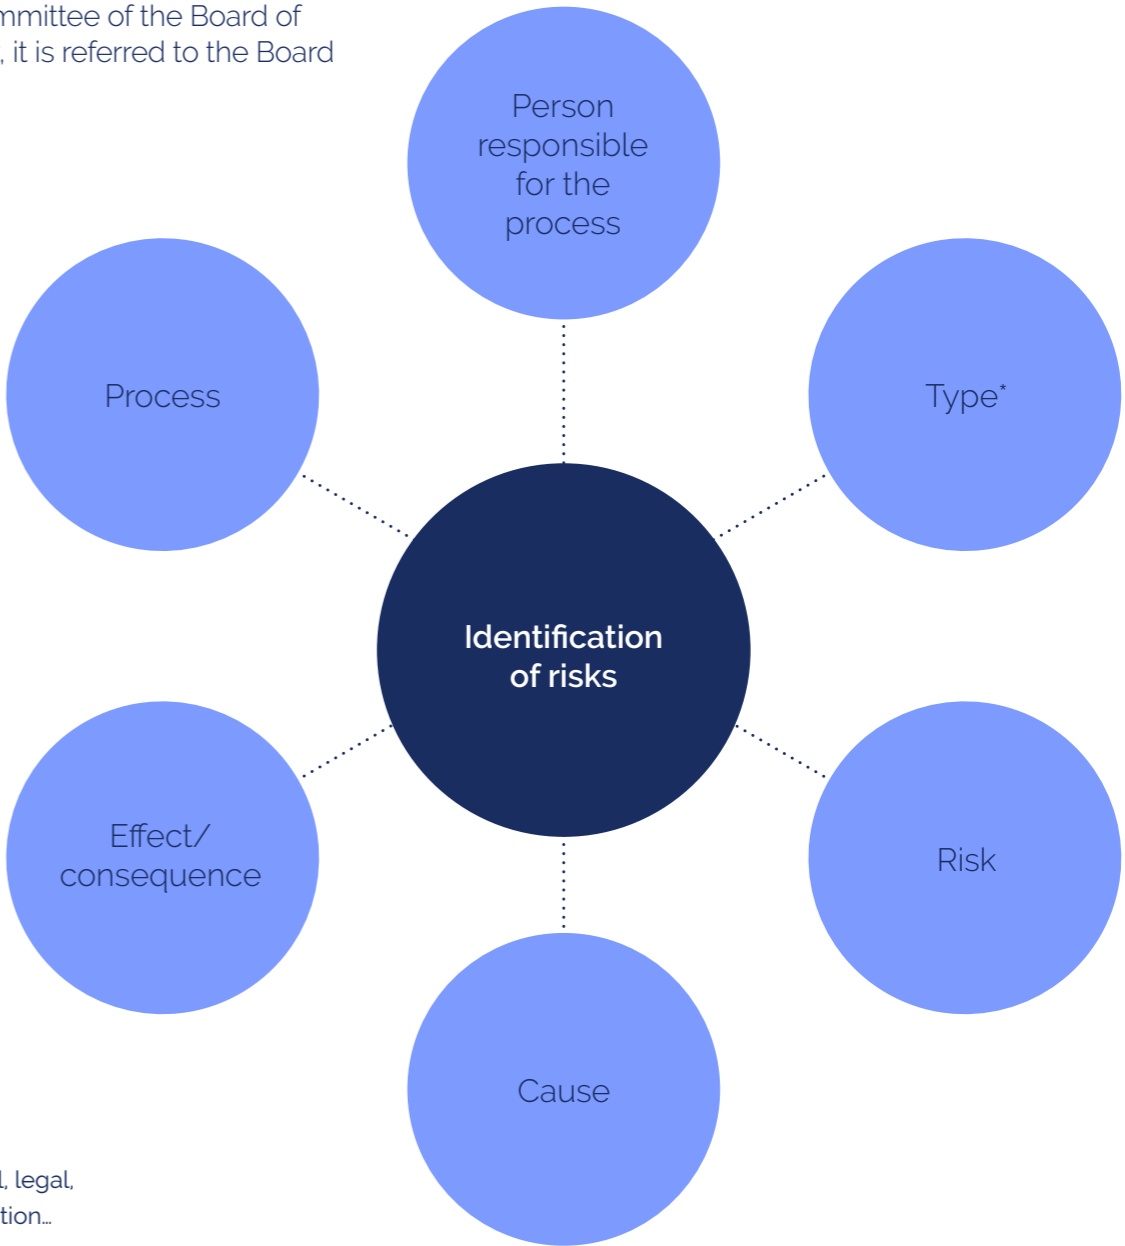 mmittee of the Board of
, it is referred to the Board
Person
responsible
for the
process
Process
Type*
Identification
of risks
Effect/
consequence
Risk
Cause
l, legal,
tion…